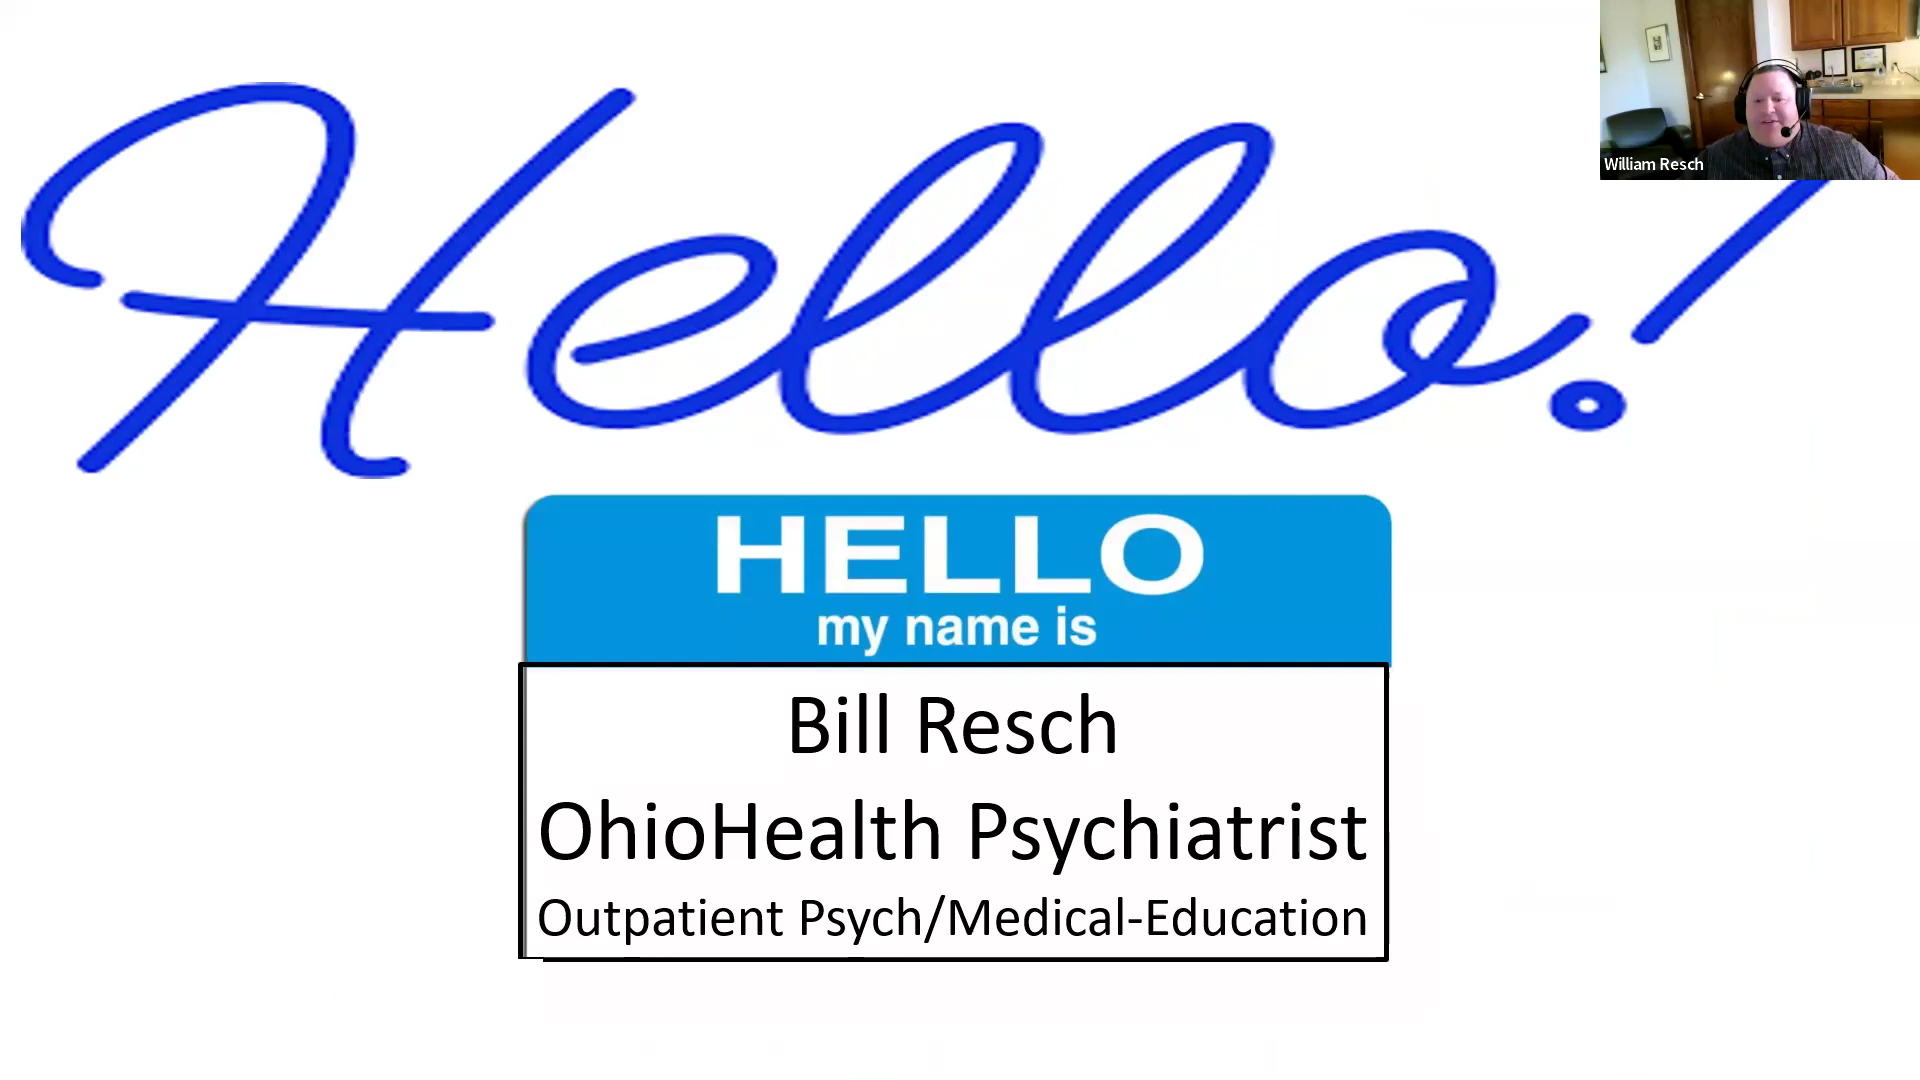 Hello!
William Resch
HELLO
my name is
Bill Resch
OhioHealth Psychiatrist
Outpatient Psych/Medical-Education